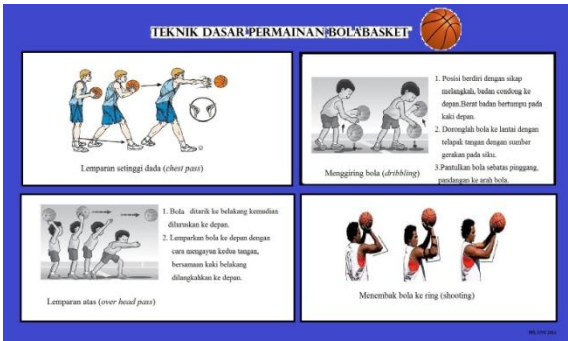 TEKNIK DASAR PERMAINAN BOLABASKET
Lemparan setinggi dada (chest pass)
1. Posisi berdiri dengan sikap
melangkah, badan condong ke
depan.Berat badan bertumpu pada
kaki depan.
2. Doronglah bola ke lantai dengan
telapak tangan dengan sumber
gerakan pada siku.
3.Pantulkan bola sebatas pinggang,
pandangan ke arah bola.
Menggiring bola (dribbling)
1. Bola ditarik ke belakang kemudian
diluruskan ke depan.
2. Lemparkan bola ke depan dengan
cara mengayun kedua tangan,
bersamaan kaki belakang
dilangkahkan ke depan.
Lemparan atas (over head pass)
Menembak bola ke ring (shooting)